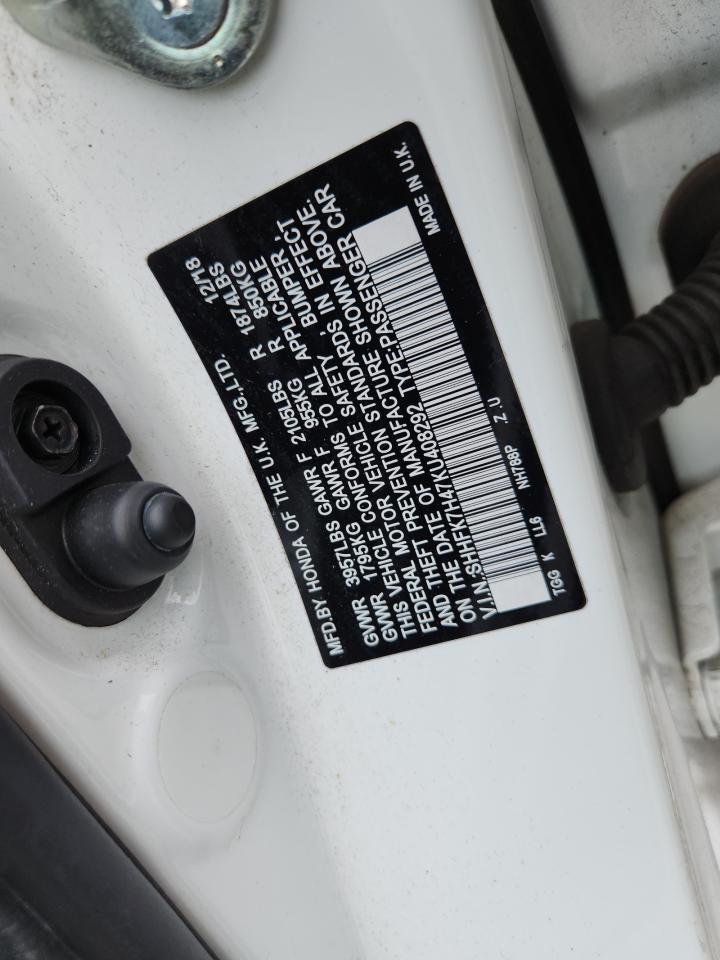 MFD.BY HONDA OF THE U.K. MFG.,LTD. 12/18
GVWR 3957LBS GAWR F 2105LBS R 1874LBS
GVWR 1795KG GAWR F 955KG R 850KG
THIS VEHICLE CONFORMS TO ALL APPLICABLE
FEDERAL MOTOR VEHICLE SAFETY, BUMPER,
AND THEFT PREVENTION STANDARDS IN EFFECT
ON THE DATE OF MANUFACTURE SHOWN ABOVE.
V.I.N.:SHHFK7H41KU428292 TYPE:PASSENGER CAR
TGG K LL6 NH788P Z.U MADE IN U.K.